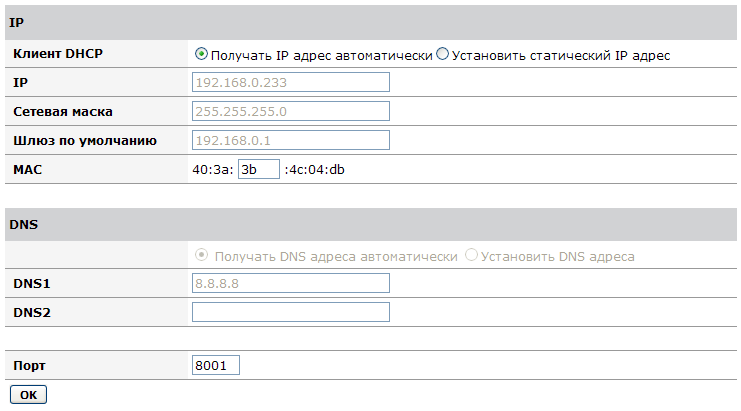 IP
Клиент DHCP Получать IP адрес автоматически Установить статический IP адрес
IP 192.168.0.233
Сетевая маска 255.255.255.0
Шлюз по умолчанию 192.168.0.1
MAC 40:3a: 3b :4c:04:db
DNS
Получать DNS адреса автоматически Установить DNS адреса
DNS1 8.8.8.8
DNS2
Порт 8001
OK